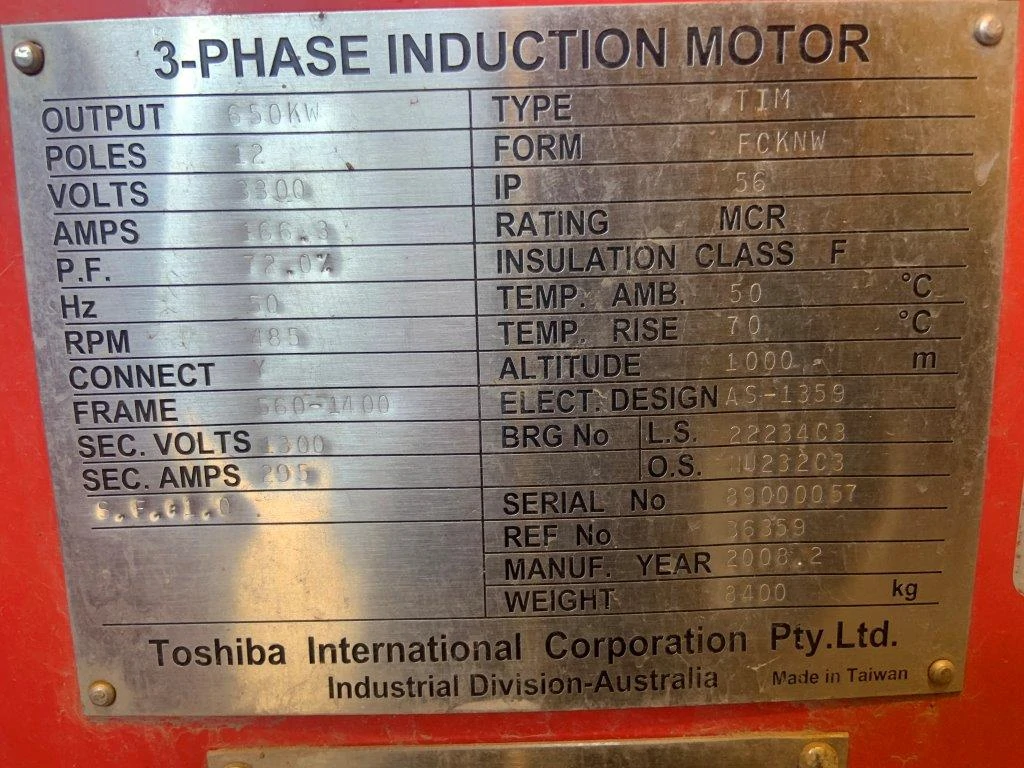 3-PHASE INDUCTION MOTOR
OUTPUT 650KW
POLES 12
VOLTS 3300
AMPS 166.3
P.F. 72.0%
Hz 50
RPM 485
CONNECT Y
FRAME 560-1400
SEC. VOLTS 1300
SEC. AMPS 295
S.F.=1.0
TYPE TIM
FORM FCKNW
IP 56
RATING MCR
INSULATION CLASS F
TEMP. AMB. 50 °C
TEMP. RISE 70 °C
ALTITUDE 1000 m
ELECT. DESIGN AS-1359
BRG No L.S. 22234C3
O.S. NU232C3
SERIAL No 89000057
REF No 36359
MANUF. YEAR 2008.2
WEIGHT 8400 kg
Toshiba International Corporation Pty.Ltd.
Industrial Division-Australia Made in Taiwan